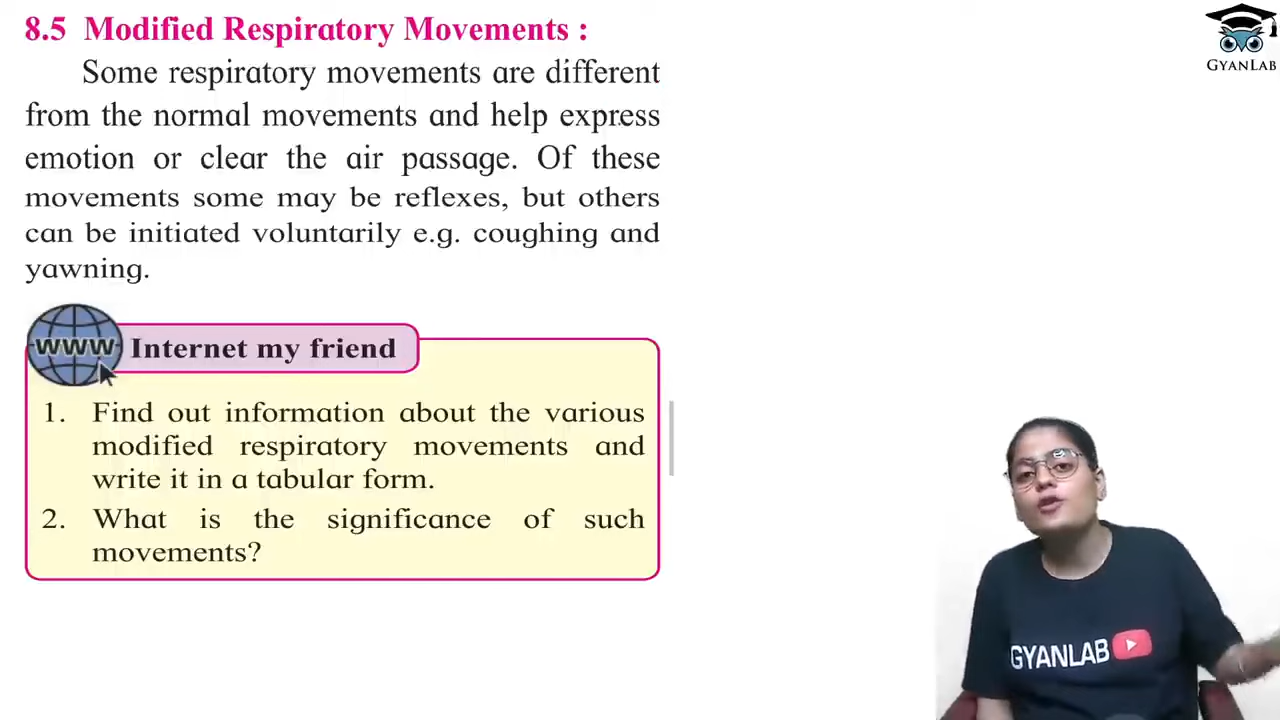 8.5 Modified Respiratory Movements :
Some respiratory movements are different
from the normal movements and help express
emotion or clear the air passage. Of these
movements some may be reflexes, but others
can be initiated voluntarily e.g. coughing and
yawning.
www
Internet my friend
1. Find out information about the various
modified respiratory movements and
write it in a tabular form.
2. What is the significance of such
movements?
GYANLAB
GYANLAB